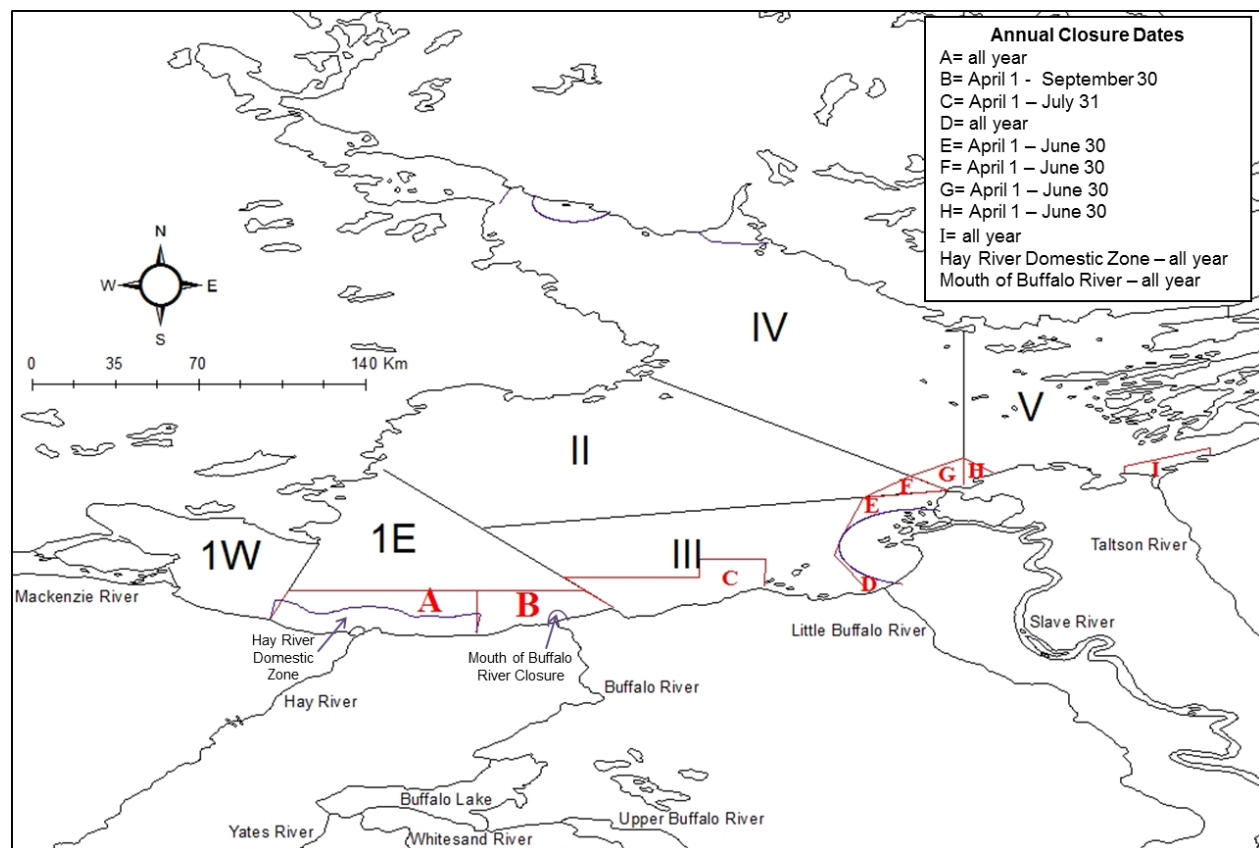 Annual Closure Dates
A= all year
B= April 1 - September 30
C= April 1 – July 31
D= all year
E= April 1 – June 30
F= April 1 – June 30
G= April 1 – June 30
H= April 1 – June 30
I= all year
Hay River Domestic Zone – all year
Mouth of Buffalo River – all year
N
W
E
S
0 35 70 140 Km
IV
V
II
G
H
I
F
E
1W
1E
III
C
D
Taltson River
Mackenzie River
A
B
Hay River
Domestic
Zone
Mouth of Buffalo
River Closure
Little Buffalo River
Slave River
Hay River
Buffalo River
Buffalo Lake
Yates River
Whitesand River
Upper Buffalo River